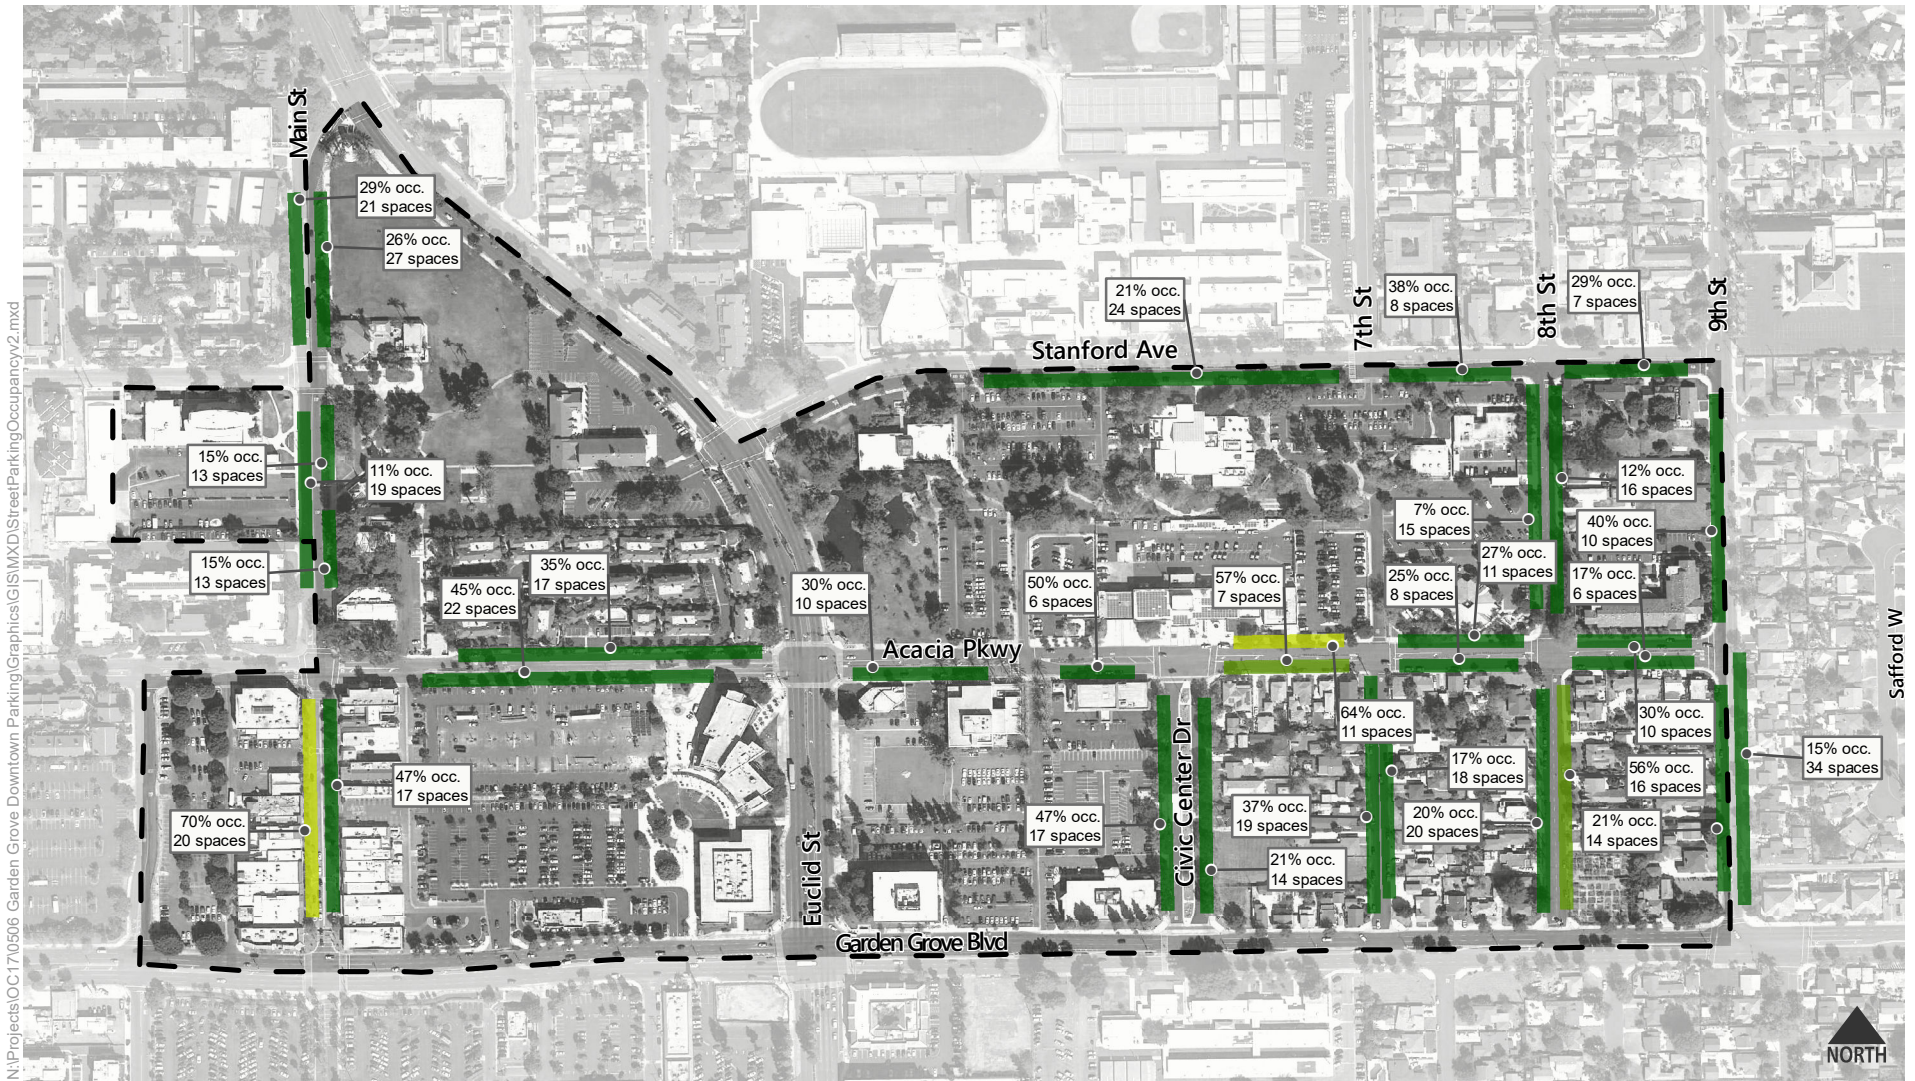 Main St
29% occ.
21 spaces
26% occ.
27 spaces
21% occ.
24 spaces
38% occ.
8 spaces
29% occ.
7 spaces
7th St
8th St
9th St
Stanford Ave
15% occ.
13 spaces
11% occ.
19 spaces
12% occ.
16 spaces
7% occ.
15 spaces
40% occ.
10 spaces
15% occ.
13 spaces
35% occ.
17 spaces
45% occ.
22 spaces
30% occ.
10 spaces
50% occ.
6 spaces
57% occ.
7 spaces
25% occ.
8 spaces
27% occ.
11 spaces
17% occ.
6 spaces
Acacia Pkwy
Safford W
64% occ.
11 spaces
30% occ.
10 spaces
47% occ.
17 spaces
70% occ.
20 spaces
47% occ.
17 spaces
Civic Center Dr
37% occ.
19 spaces
21% occ.
14 spaces
17% occ.
18 spaces
20% occ.
20 spaces
56% occ.
16 spaces
21% occ.
14 spaces
15% occ.
34 spaces
Euclid St
Garden Grove Blvd
NORTH
N:\Projects\OC17\0506 Garden Grove Downtown Parking\Graphics\GIS\MXD\StreetParkingOccupancyv2.mxd